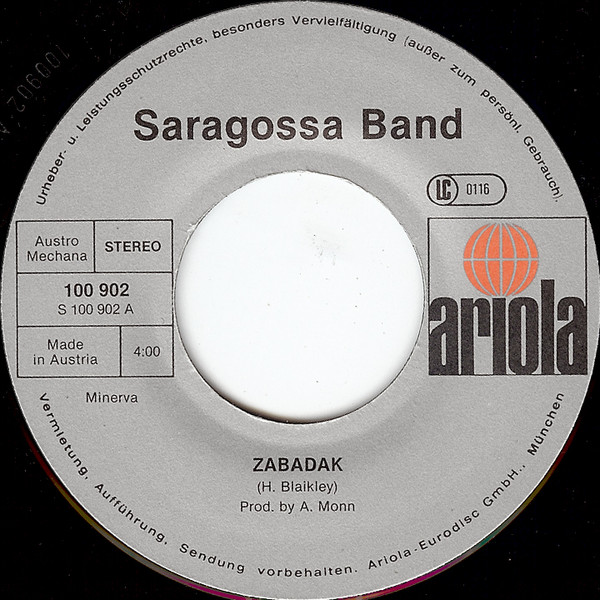 Urheber- u. Leistungsschutzrechte, besonders Vervielfältigung (außer zum persönl. Gebrauch),
Saragossa Band
LC 0116
Austro
Mechana
STEREO
100 902
S 100 902 A
Made
in Austria
4:00
Minerva
ariola
ZABADAK
(H. Blaikley)
Prod. by A. Monn
Vermietung, Aufführung, Sendung vorbehalten. Ariola-Eurodisc GmbH., München